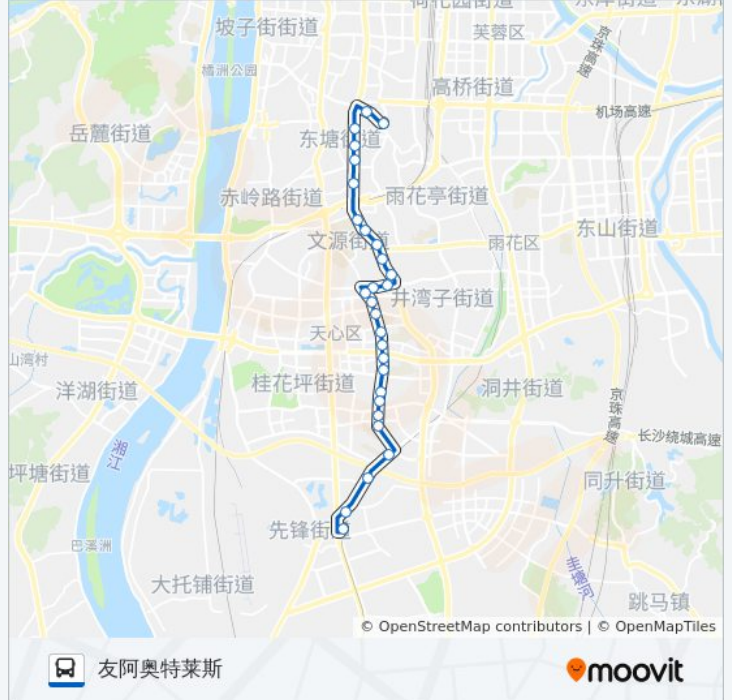 荷花园街道
坡子街街道
芙蓉区
京珠高速
橘洲公园
高桥街道
机场高速
岳麓街道
东塘街道
赤岭路街道
雨花亭街道
文源街道
雨花区
东山街道
井湾子街道
天心区
山湾村
洋湖街道
桂花坪街道
洞井街道
京珠高速
长沙绕城高速
湘江
坪塘街道
同升街道
先锋街道
巴溪洲
大托铺街道
圭塘河
跳马镇
© OpenStreetMap contributors | © OpenMapTiles
友阿奥特莱斯
moovit